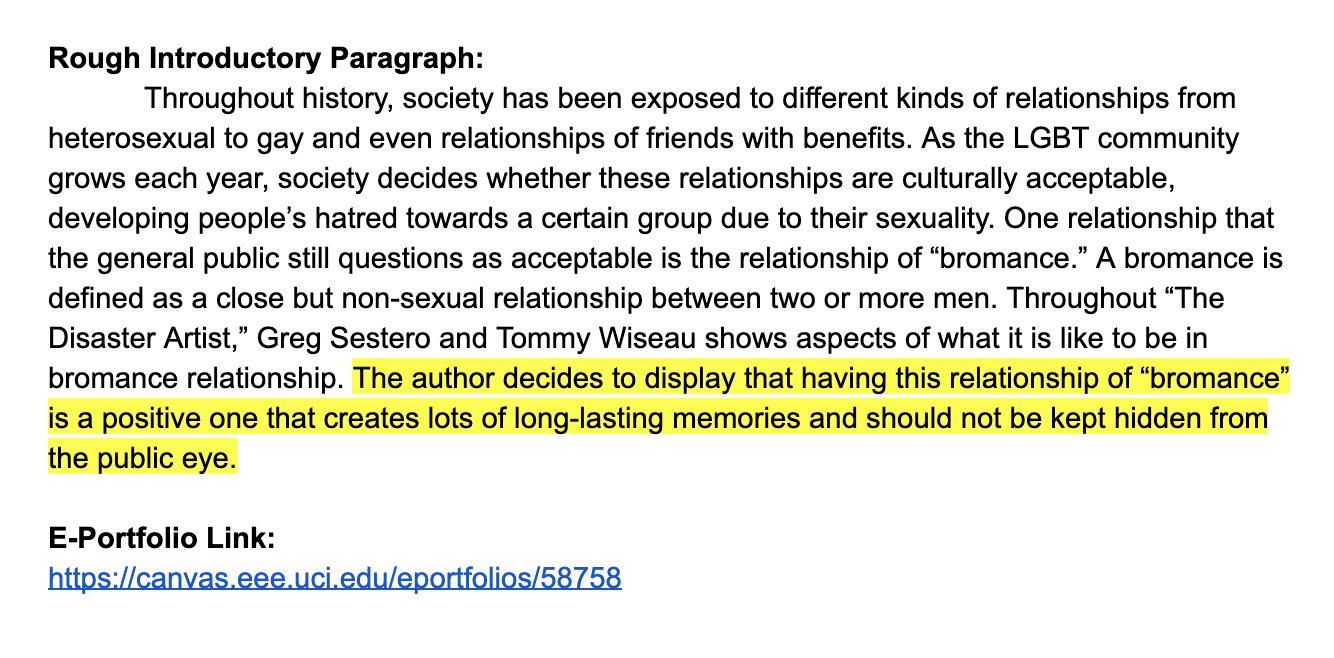 Rough Introductory Paragraph:
Throughout history, society has been exposed to different kinds of relationships from
heterosexual to gay and even relationships of friends with benefits. As the LGBT community
grows each year, society decides whether these relationships are culturally acceptable,
developing people’s hatred towards a certain group due to their sexuality. One relationship that
the general public still questions as acceptable is the relationship of “bromance.” A bromance is
defined as a close but non-sexual relationship between two or more men. Throughout “The
Disaster Artist,” Greg Sestero and Tommy Wiseau shows aspects of what it is like to be in
bromance relationship. The author decides to display that having this relationship of “bromance”
is a positive one that creates lots of long-lasting memories and should not be kept hidden from
the public eye.
E-Portfolio Link:
https://canvas.eee.uci.edu/eportfolios/58758